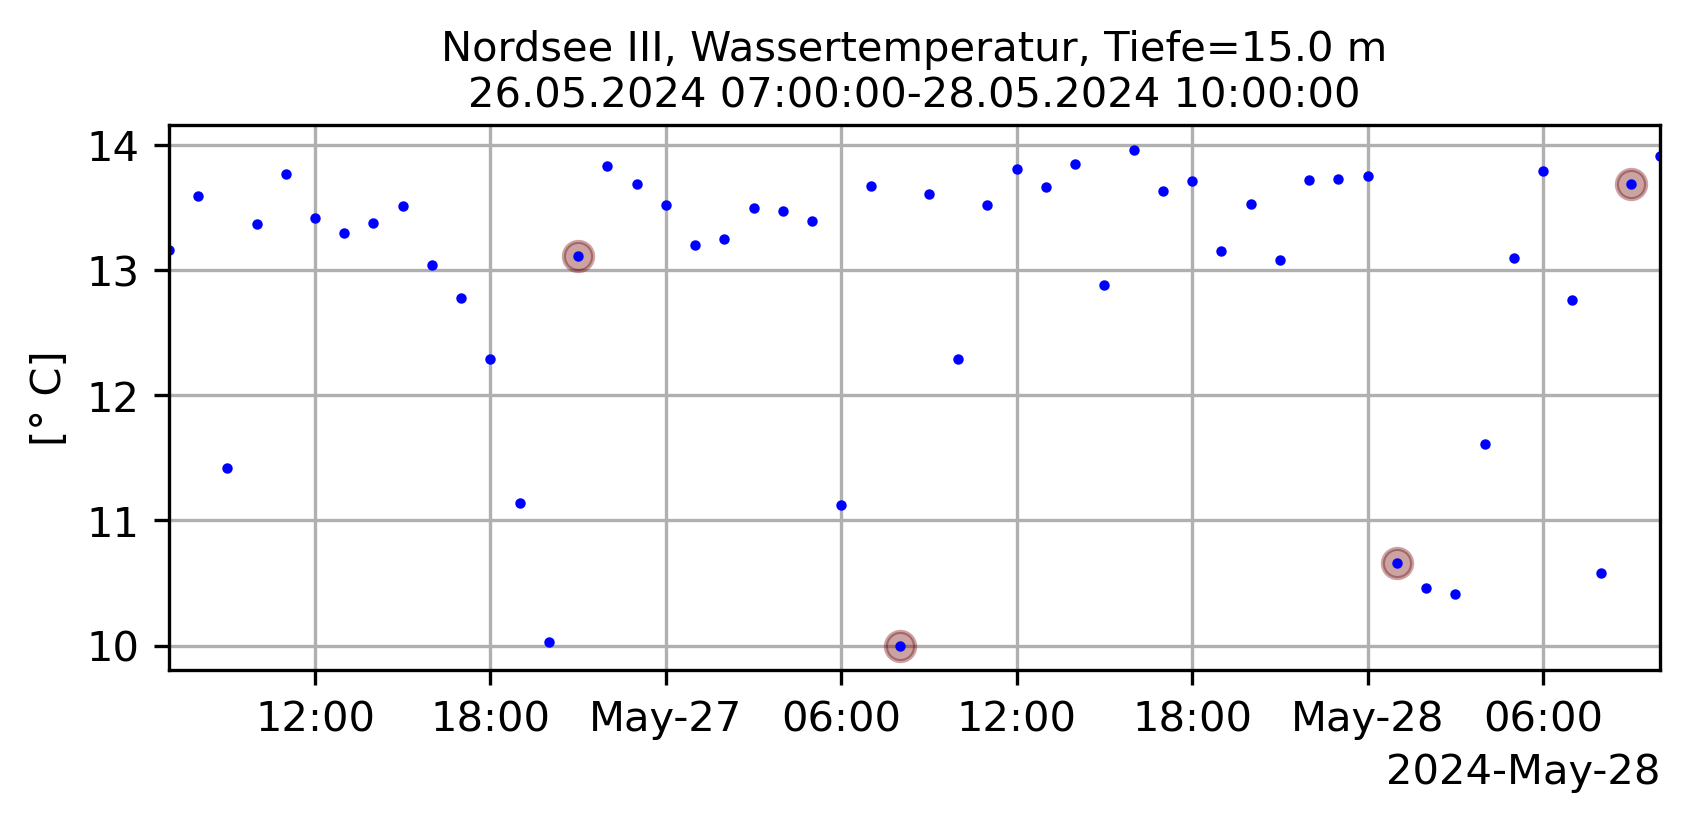 Nordsee III, Wassertemperatur, Tiefe=15.0 m
26.05.2024 07:00:00-28.05.2024 10:00:00
[° C]
14
13
12
11
10
12:00 18:00 May-27 06:00 12:00 18:00 May-28 06:00
2024-May-28